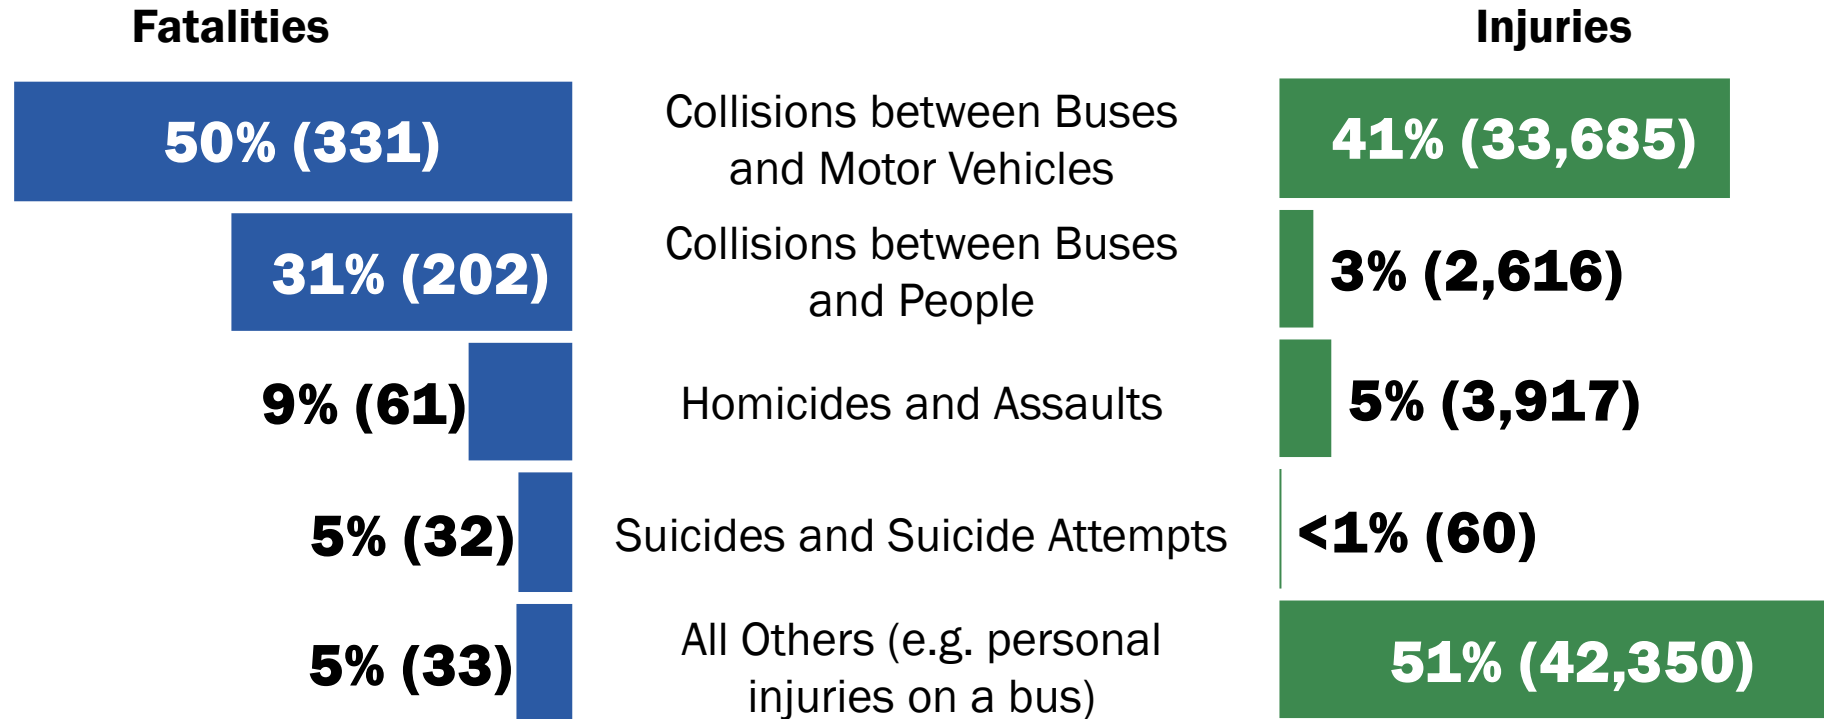 Fatalities
Injuries
50% (331)
Collisions between Buses
and Motor Vehicles
41% (33,685)
31% (202)
Collisions between Buses
and People
3% (2,616)
9% (61)
Homicides and Assaults
5% (3,917)
5% (32)
Suicides and Suicide Attempts
<1% (60)
5% (33)
All Others (e.g. personal
injuries on a bus)
51% (42,350)